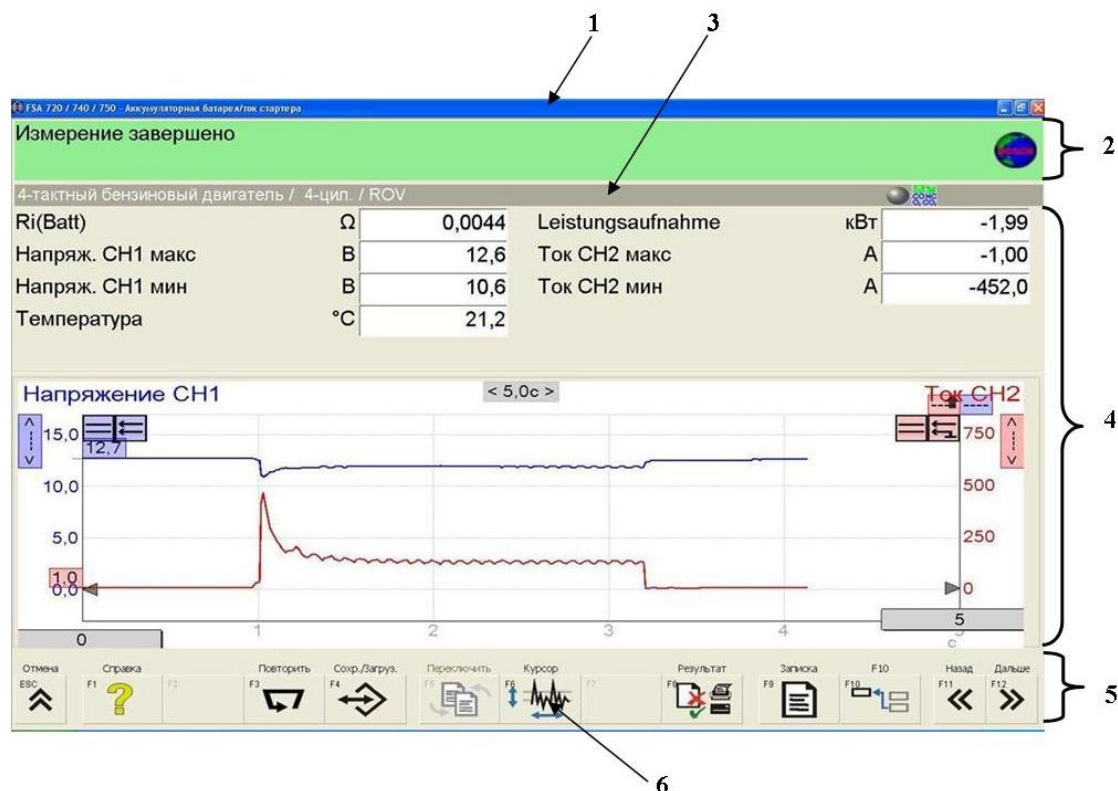 1
3
FSA 720 / 740 / 750 - Аккумуляторная батарея/ток стартера
Измерение завершено
BOSCH
2
4-тактный бензиновый двигатель / 4-цил. / ROV
Ri(Batt) Ω 0,0044 Leistungsaufnahme кВт -1,99
Напряж. CH1 макс В 12,6 Ток CH2 макс А -1,00
Напряж. CH1 мин В 10,6 Ток CH2 мин А -452,0
Температура °C 21,2
4
Напряжение CH1 < 5,0с > Ток CH2
15,0 750
12,7
10,0 500
5,0 250
1,0
0,0 0
0 1 2 3 4 5
с
Отмена Справка Повторить Сохр./Загруз. Переключить Курсор Результат Записка F10 Назад Дальше
ESC F1 F2 F3 F4 F5 F6 F7 F8 F9 F10 F11 F12
5
6